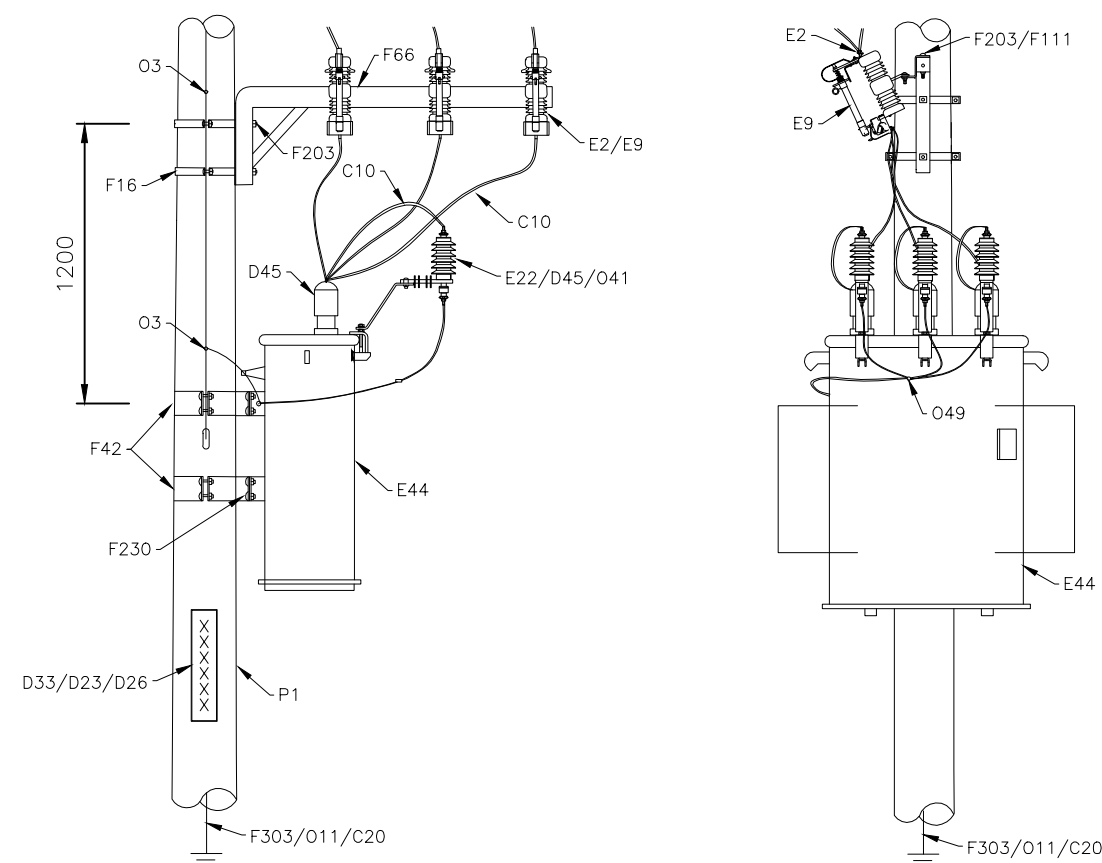 O3
F66
E2
F203/F111
F203
E2/E9
E9
F16
C10
C10
1200
D45
E22/D45/O41
O3
O49
F42
E44
F230
E44
D33/D23/D26
X
X
X
X
X
X
P1
F303/O11/C20
F303/O11/C20